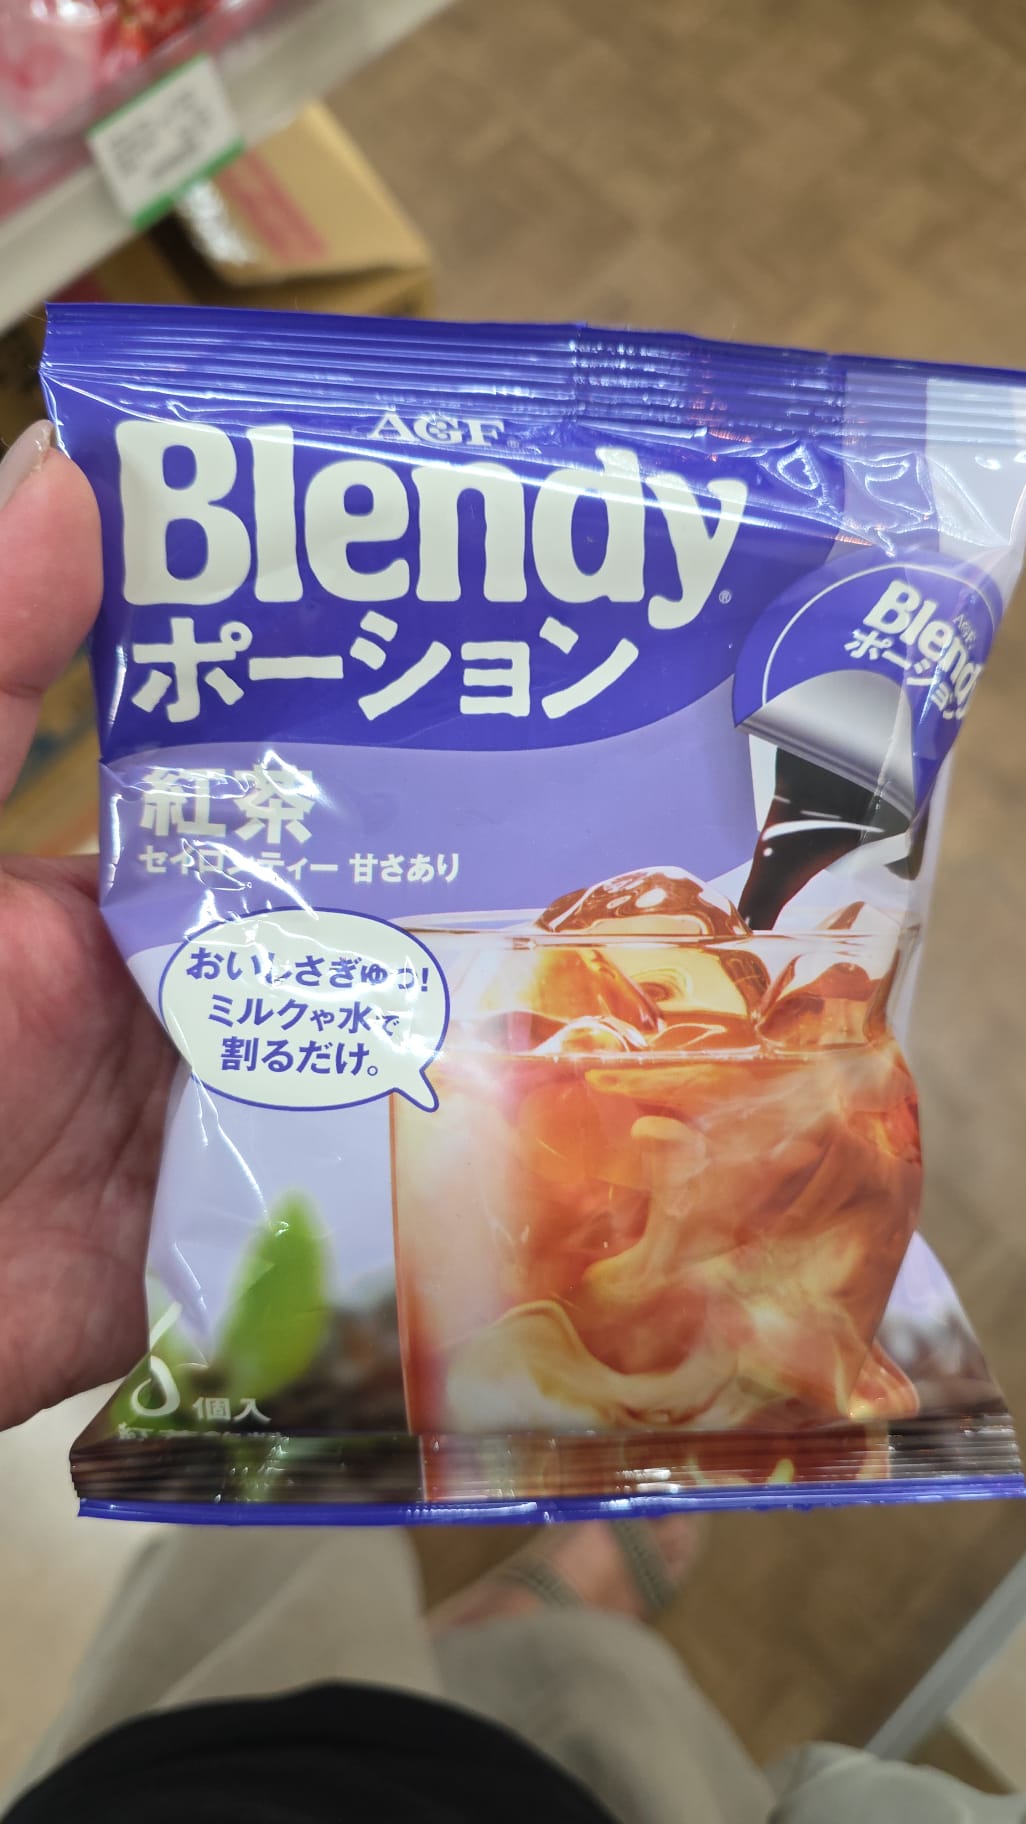 AGF®
Blendy®
ポーション
AGF
Blendy
ポーション
紅茶
セイロンティー 甘さあり
おいしさぎゅっ!
ミルクや水で
割るだけ。
6個入